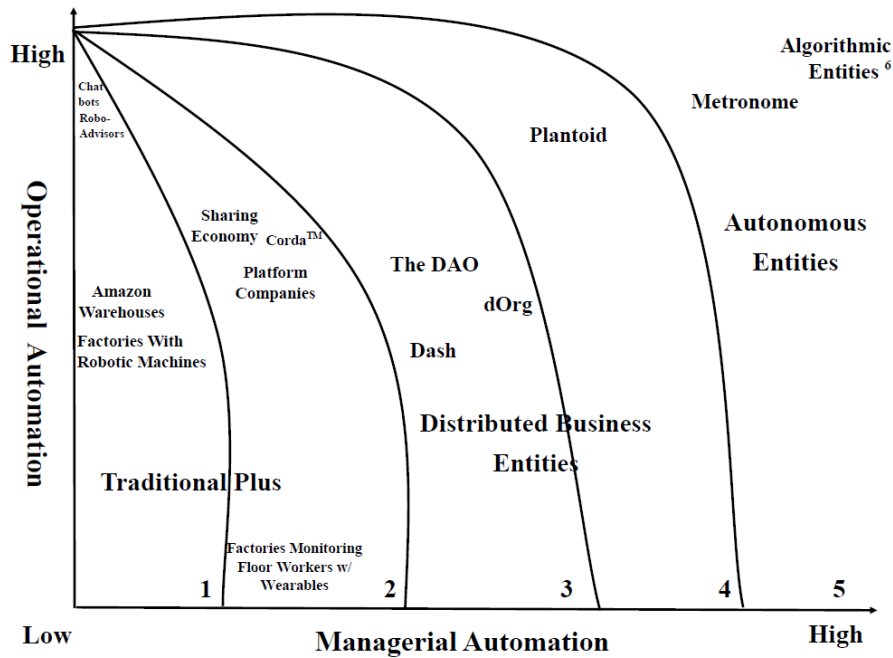 High
Algorithmic
Entities 6
Metronome
Chat
bots
Robo-
Advisors
Plantoid
Operational Automation
Sharing
Economy
Corda™
Autonomous
Entities
The DAO
Platform
Companies
Amazon
Warehouses
dOrg
Factories With
Robotic Machines
Dash
Distributed Business
Entities
Traditional Plus
Factories Monitoring
Floor Workers w/
Wearables
1
2
3
4
5
Low
Managerial Automation
High